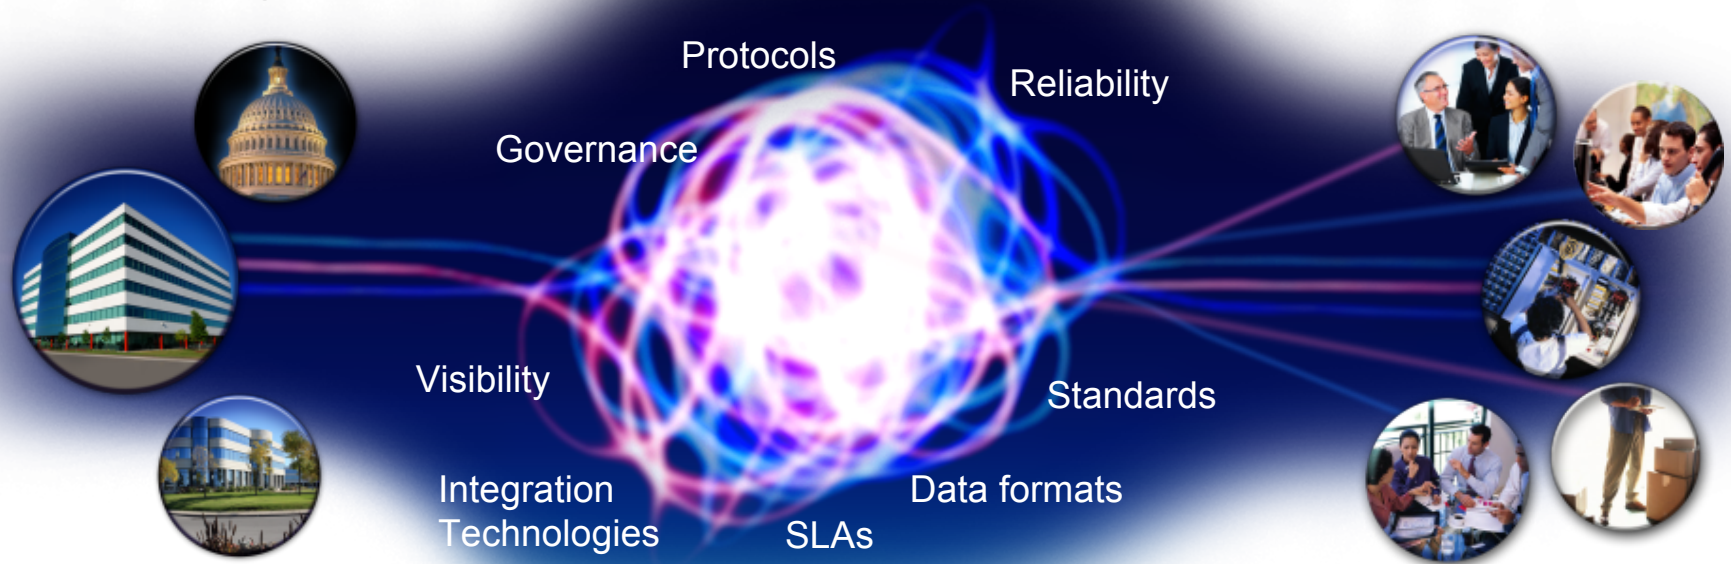 Protocols
Reliability
Governance
Visibility
Standards
Integration
Technologies
Data formats
SLAs